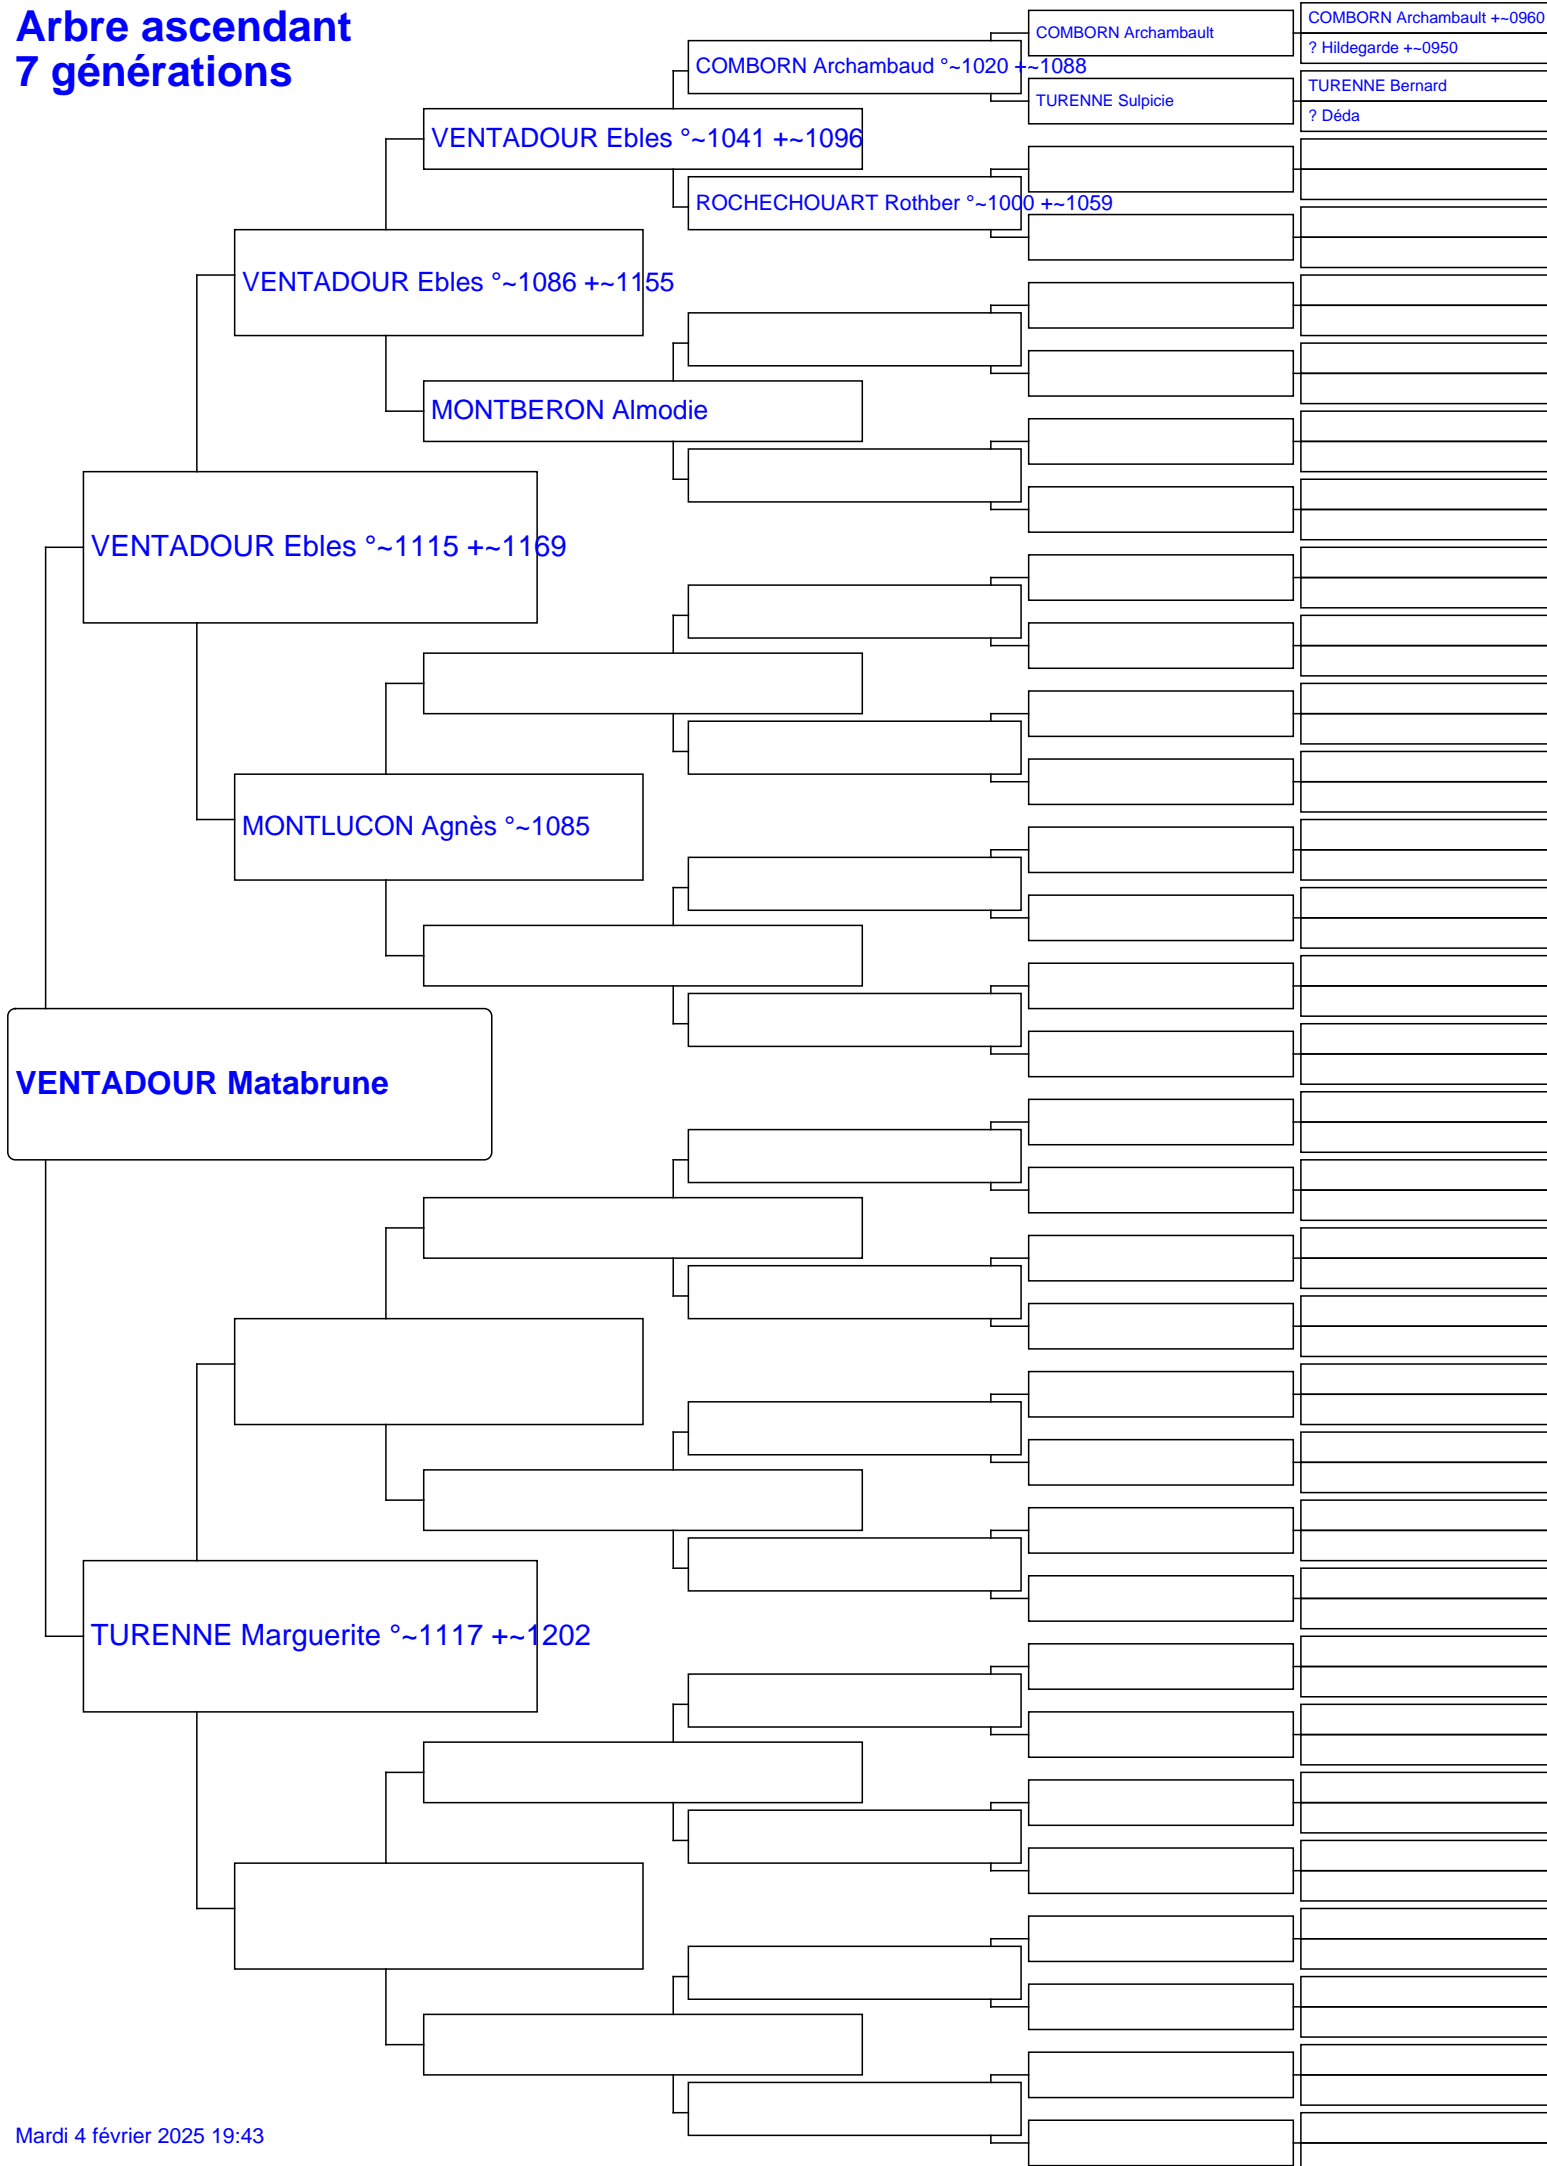 Arbre ascendant
7 générations
COMBORN Archambault +~0960
? Hildegarde +~0950
COMBORN Archambault
COMBORN Archambaud °~1020 +~1088
TURENNE Bernard
TURENNE Sulpicie
? Déda
VENTADOUR Ebles °~1041 +~1096
ROCHECHOUART Rothber °~1000 +~1059
VENTADOUR Ebles °~1086 +~1155
MONTBERON Almodie
VENTADOUR Ebles °~1115 +~1169
MONTLUCON Agnès °~1085
VENTADOUR Matabrune
TURENNE Marguerite °~1117 +~1202
Mardi 4 février 2025 19:43